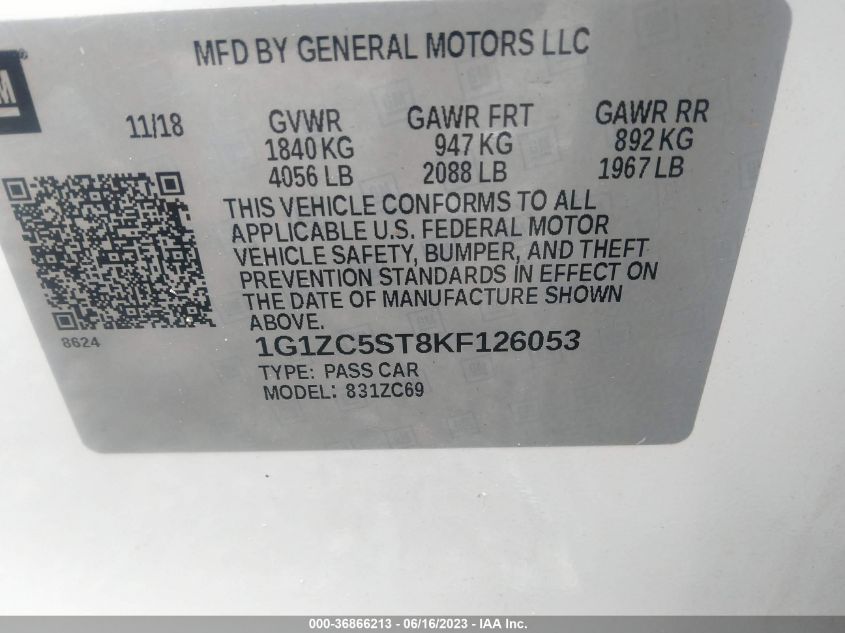 MFD BY GENERAL MOTORS LLC
11/18
GVWR
1840 KG
4056 LB
GAWR FRT
947 KG
2088 LB
GAWR RR
892 KG
1967 LB
THIS VEHICLE CONFORMS TO ALL
APPLICABLE U.S. FEDERAL MOTOR
VEHICLE SAFETY, BUMPER, AND THEFT
PREVENTION STANDARDS IN EFFECT ON
THE DATE OF MANUFACTURE SHOWN
ABOVE.
8624
1G1ZC5ST8KF126053
TYPE: PASS CAR
MODEL: 831ZC69
000-36866213 - 06/16/2023 - IAA Inc.